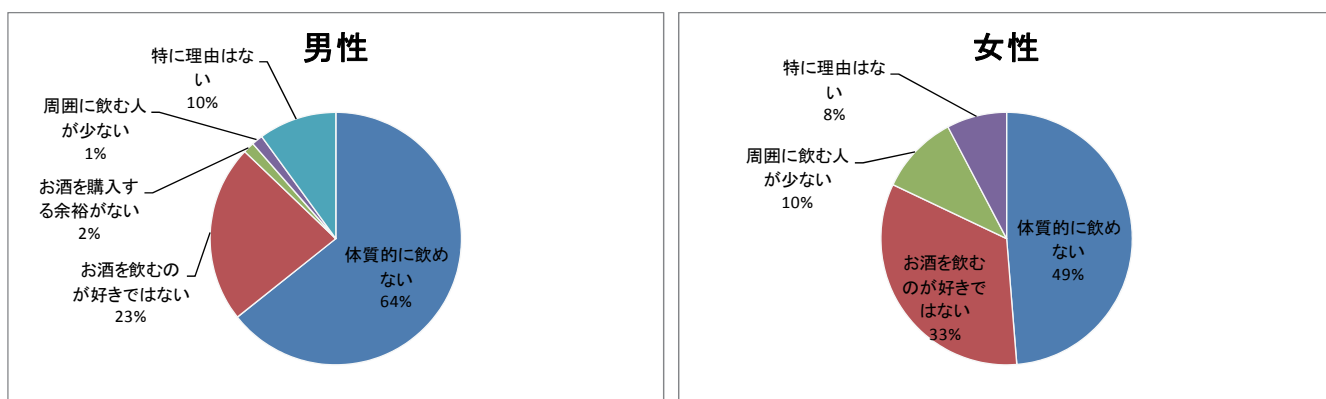 男性
特に理由はな
い
10%
周囲に飲む人
が少ない
1%
お酒を購入す
る余裕がない
2%
お酒を飲むの
が好きではない
23%
体質的に飲め
ない
64%
女性
特に理由はな
い
8%
周囲に飲む人
が少ない
10%
お酒を飲む
のが好きで
はない
33%
体質的に飲め
ない
49%